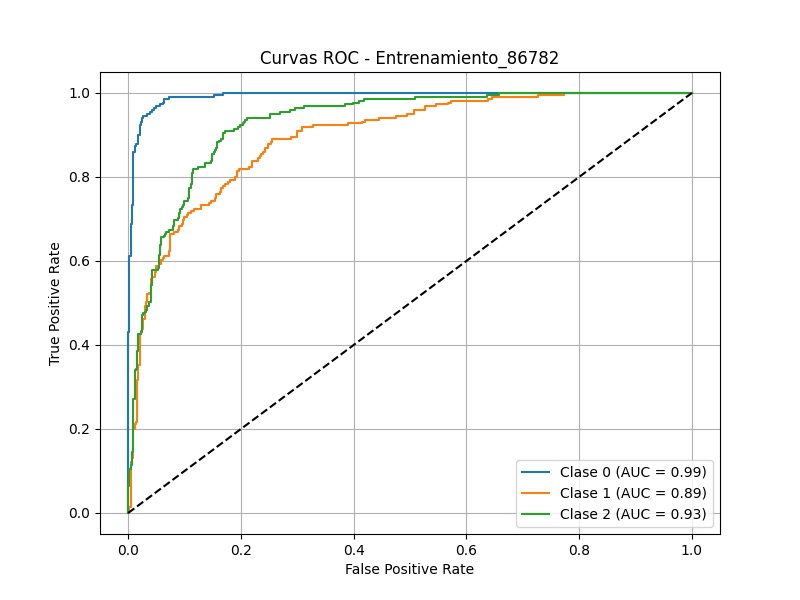 Curvas ROC - Entrenamiento_86782
True Positive Rate
1.0
0.8
0.6
0.4
0.2
0.0
Clase 0 (AUC = 0.99)
Clase 1 (AUC = 0.89)
Clase 2 (AUC = 0.93)
0.0 0.2 0.4 0.6 0.8 1.0
False Positive Rate